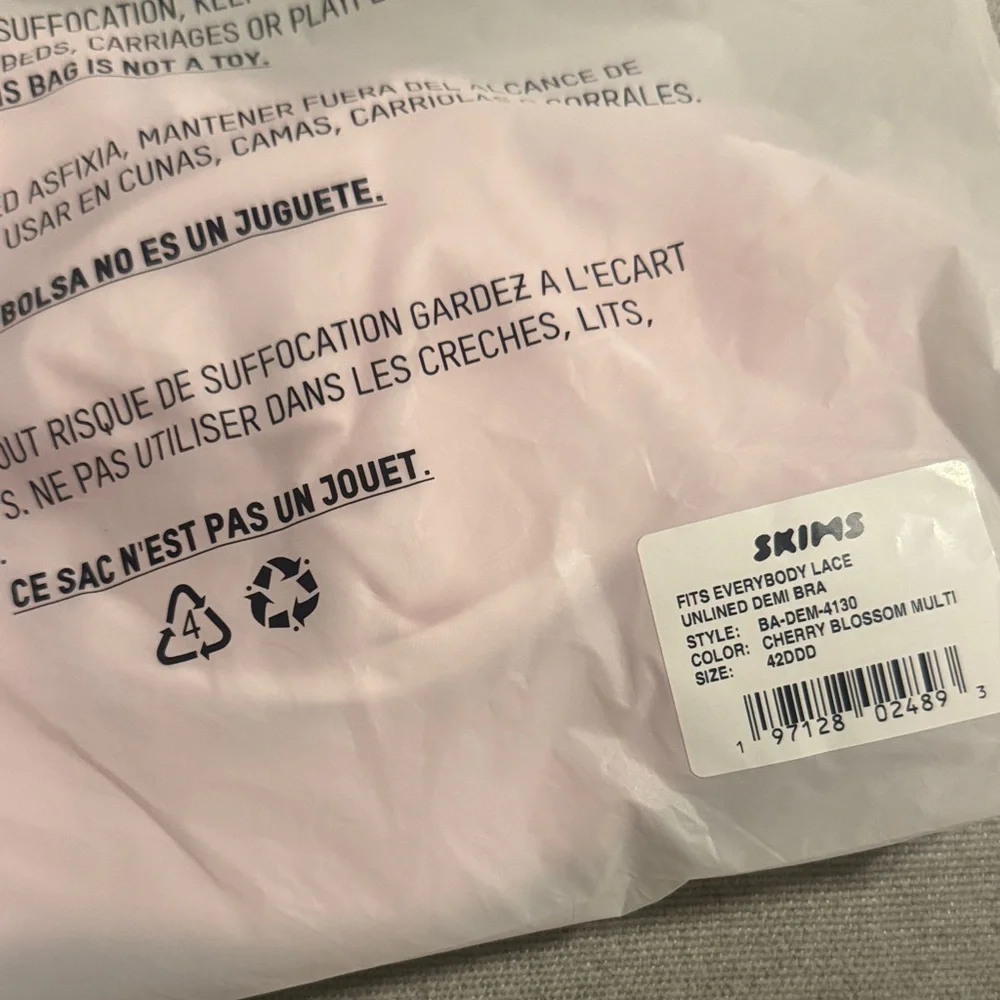 SUFFOCATION,
BEDS, CARRIAGES OR
BAG IS NOT A TOY.
ASFIXIA, MANTENER FUERA DEL ALCANCE DE
USAR EN CUNAS, CAMAS, CARRIOLAS O CORRALES.
BOLSA NO ES UN JUGUETE.
RISQUE DE SUFFOCATION GARDEZ A L'ECART
NE PAS UTILISER DANS LES CRECHES, LITS,
CE SAC N'EST PAS UN JOUET.
4
SKIMS
FITS EVERYBODY LACE
UNLINED DEMI BRA
STYLE: BA-DEM-4130
COLOR: CHERRY BLOSSOM MULTI
SIZE: 42DDD
1 97128 02489 3